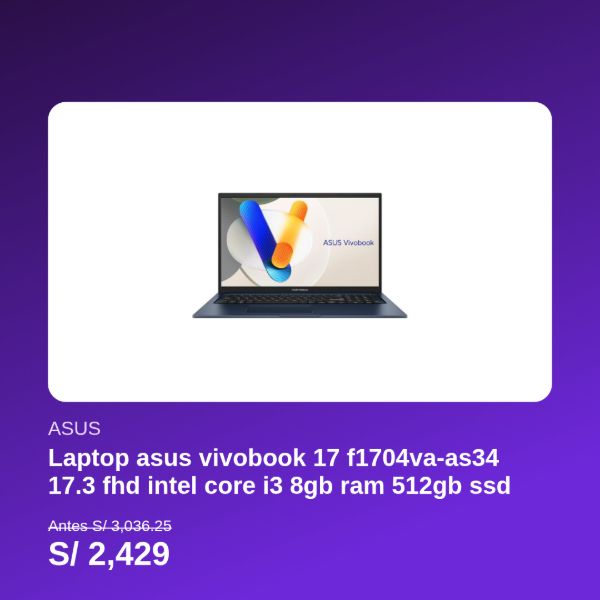 ASUS Vivobook
ASUS
Laptop asus vivobook 17 f1704va-as34
17.3 fhd intel core i3 8gb ram 512gb ssd
Antes S/ 3,036.25
S/ 2,429